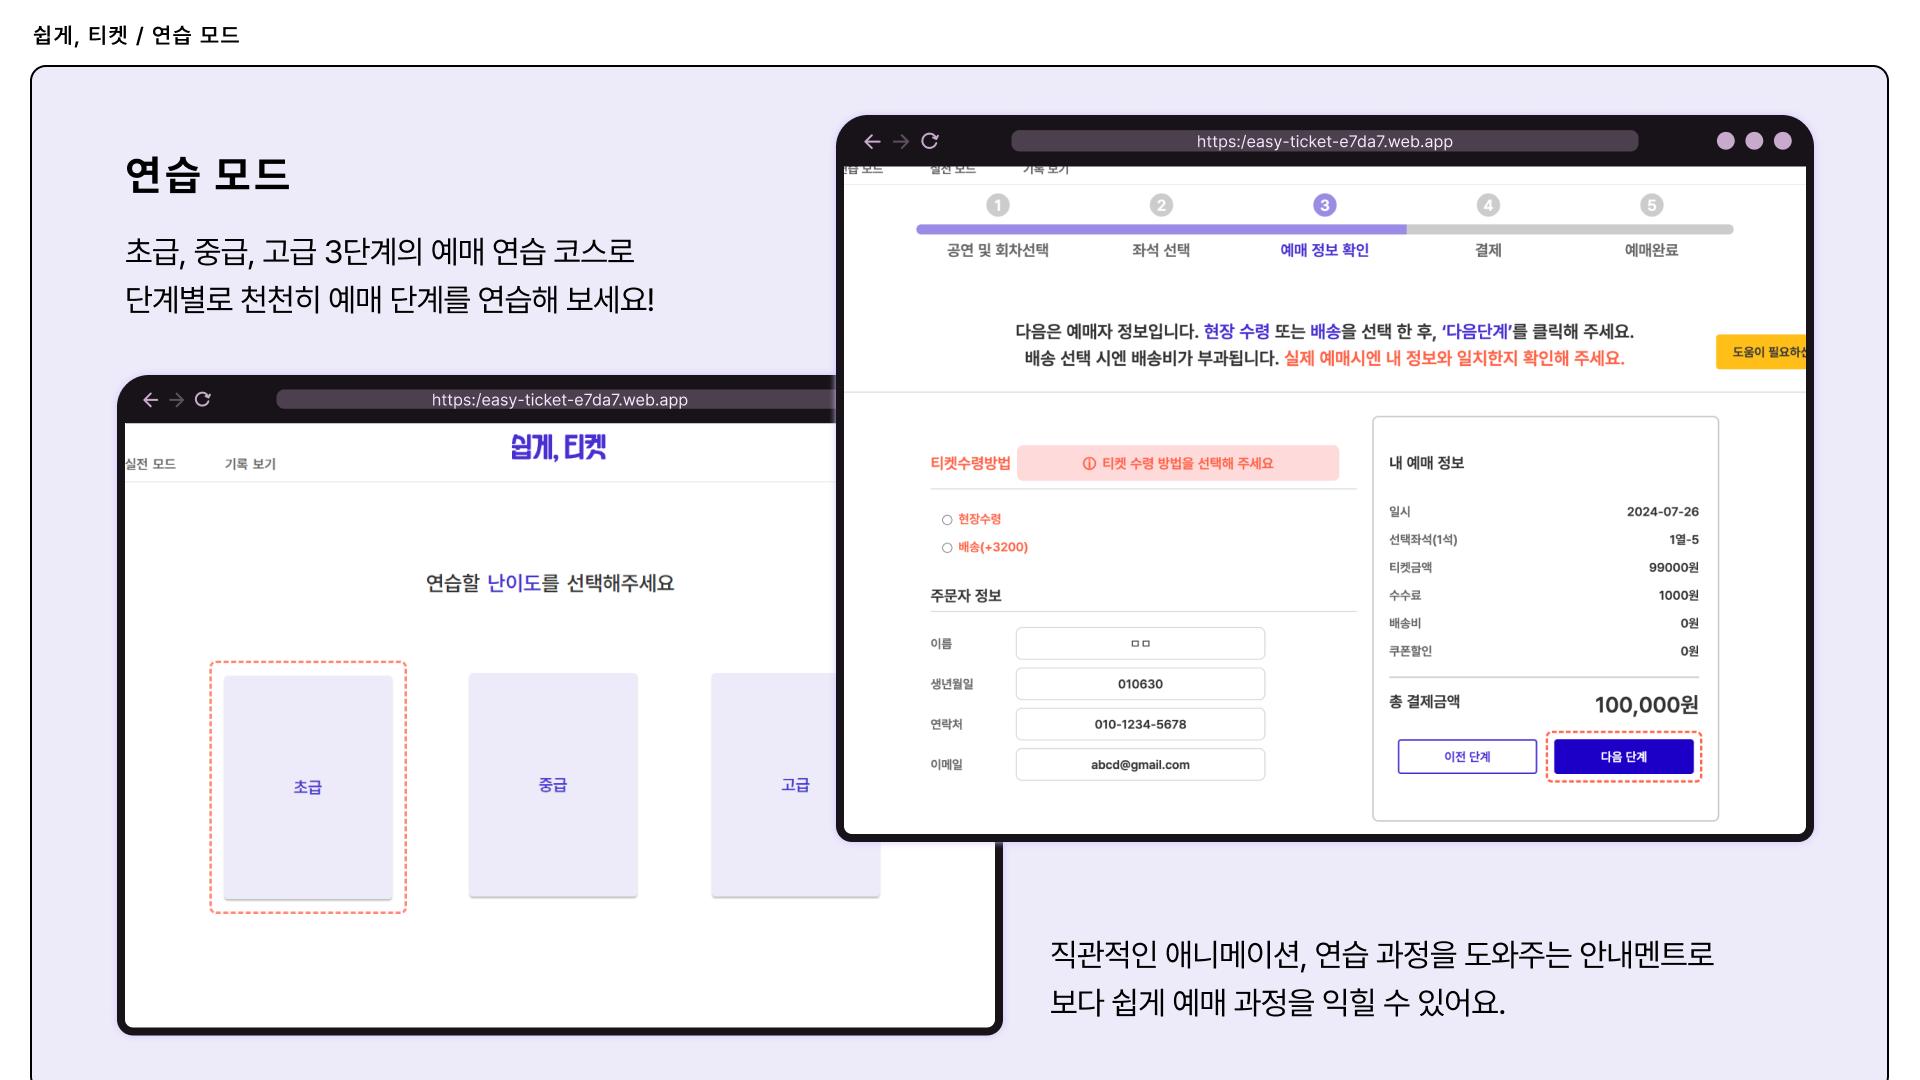 쉽게, 티켓 / 연습 모드
연습 모드
초급, 중급, 고급 3단계의 예매 연습 코스로
단계별로 천천히 예매 단계를 연습해 보세요!
https:/easy-ticket-e7da7.web.app
실전 모드
기록 보기
쉽게, 티켓
연습할 난이도를 선택해주세요
초급
중급
고급
https:/easy-ticket-e7da7.web.app
연습 모드
실전 모드
기록 보기
1
2
3
4
5
공연 및 회차선택
좌석 선택
예매 정보 확인
결제
예매완료
다음은 예매자 정보입니다. 현장 수령 또는 배송을 선택 한 후, ‘다음단계’를 클릭해 주세요.
배송 선택 시엔 배송비가 부과됩니다. 실제 예매시엔 내 정보와 일치한지 확인해 주세요.
도움이 필요하신
티켓수령방법
티켓 수령 방법을 선택해 주세요
현장수령
배송(+3200)
주문자 정보
이름
ㅁㅁ
생년월일
010630
연락처
010-1234-5678
이메일
abcd@gmail.com
내 예매 정보
일시
2024-07-26
선택좌석(1석)
1열-5
티켓금액
99000원
수수료
1000원
배송비
0원
쿠폰할인
0원
총 결제금액
100,000원
이전 단계
다음 단계
직관적인 애니메이션, 연습 과정을 도와주는 안내멘트로
보다 쉽게 예매 과정을 익힐 수 있어요.